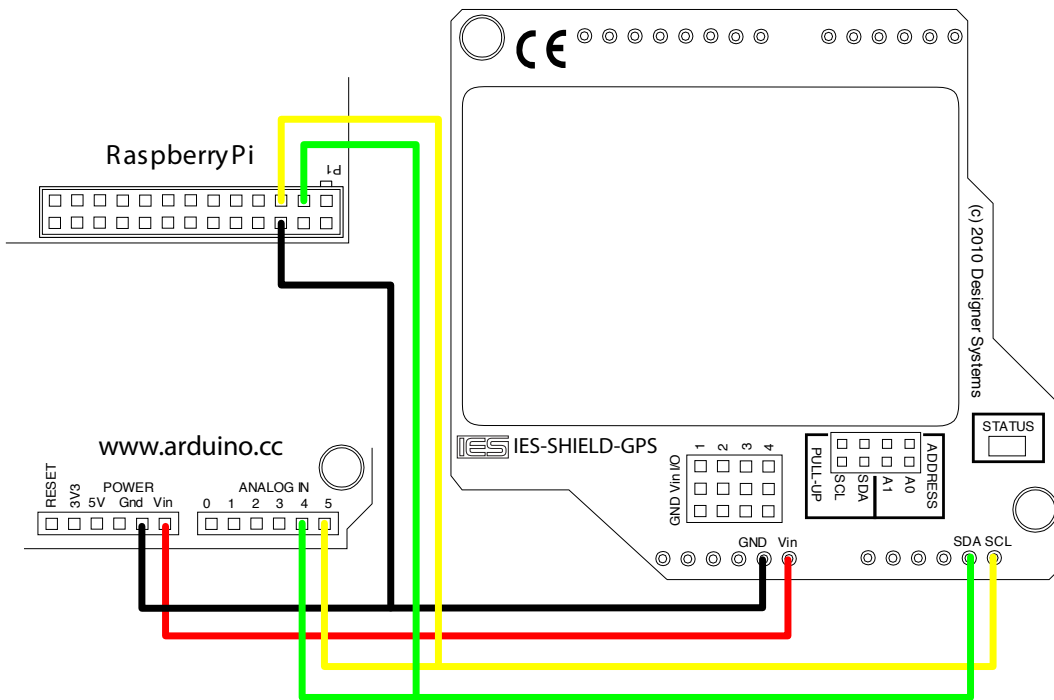 CE
RaspberryPi
P1
(c) 2010 Designer Systems
STATUS
www.arduino.cc
IES IES-SHIELD-GPS
1 2 3 4
GND Vin I/O
PULL-UP
SCL SDA A1 A0
ADDRESS
POWER
ANALOG IN
RESET 3V3 5V Gnd Vin
0 1 2 3 4 5
GND Vin
SDA SCL